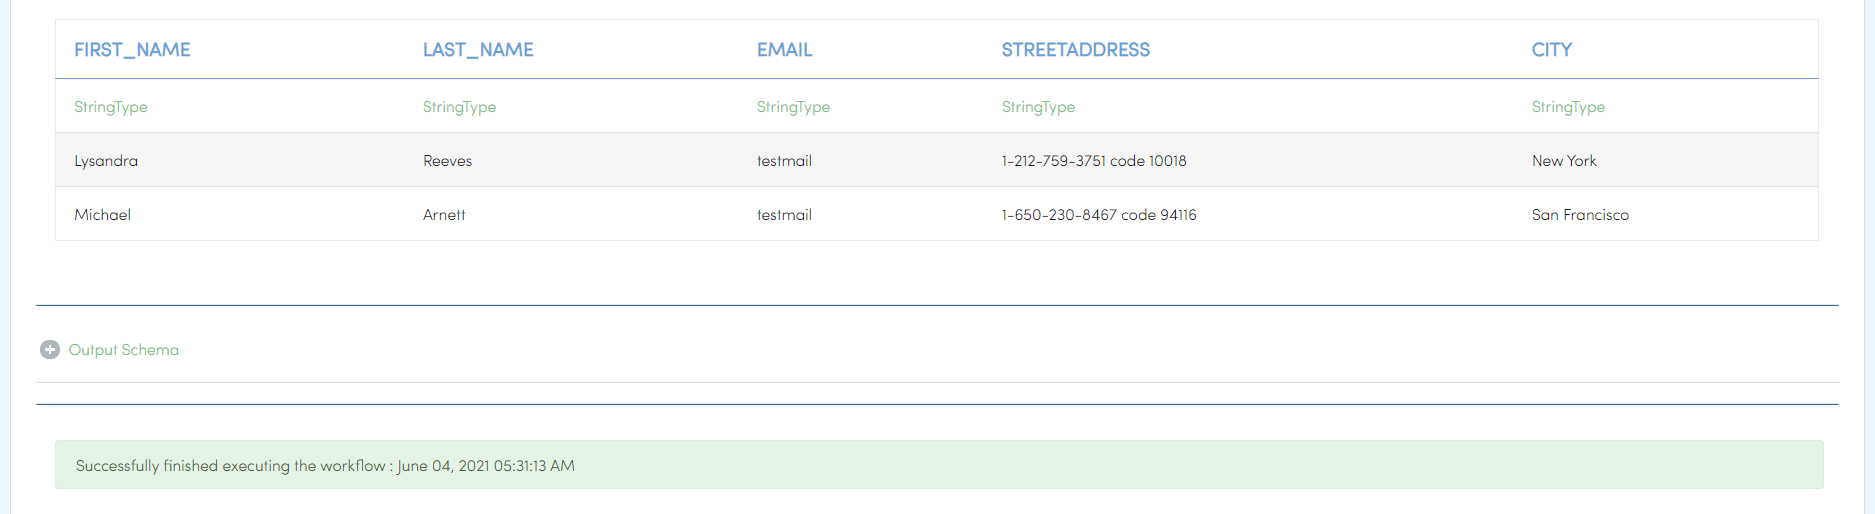 FIRST_NAME LAST_NAME EMAIL STREETADDRESS CITY
StringType StringType StringType StringType StringType
Lysandra Reeves testmail 1-212-759-3751 code 10018 New York
Michael Arnett testmail 1-650-230-8467 code 94116 San Francisco
Output Schema
Successfully finished executing the workflow : June 04, 2021 05:31:13 AM